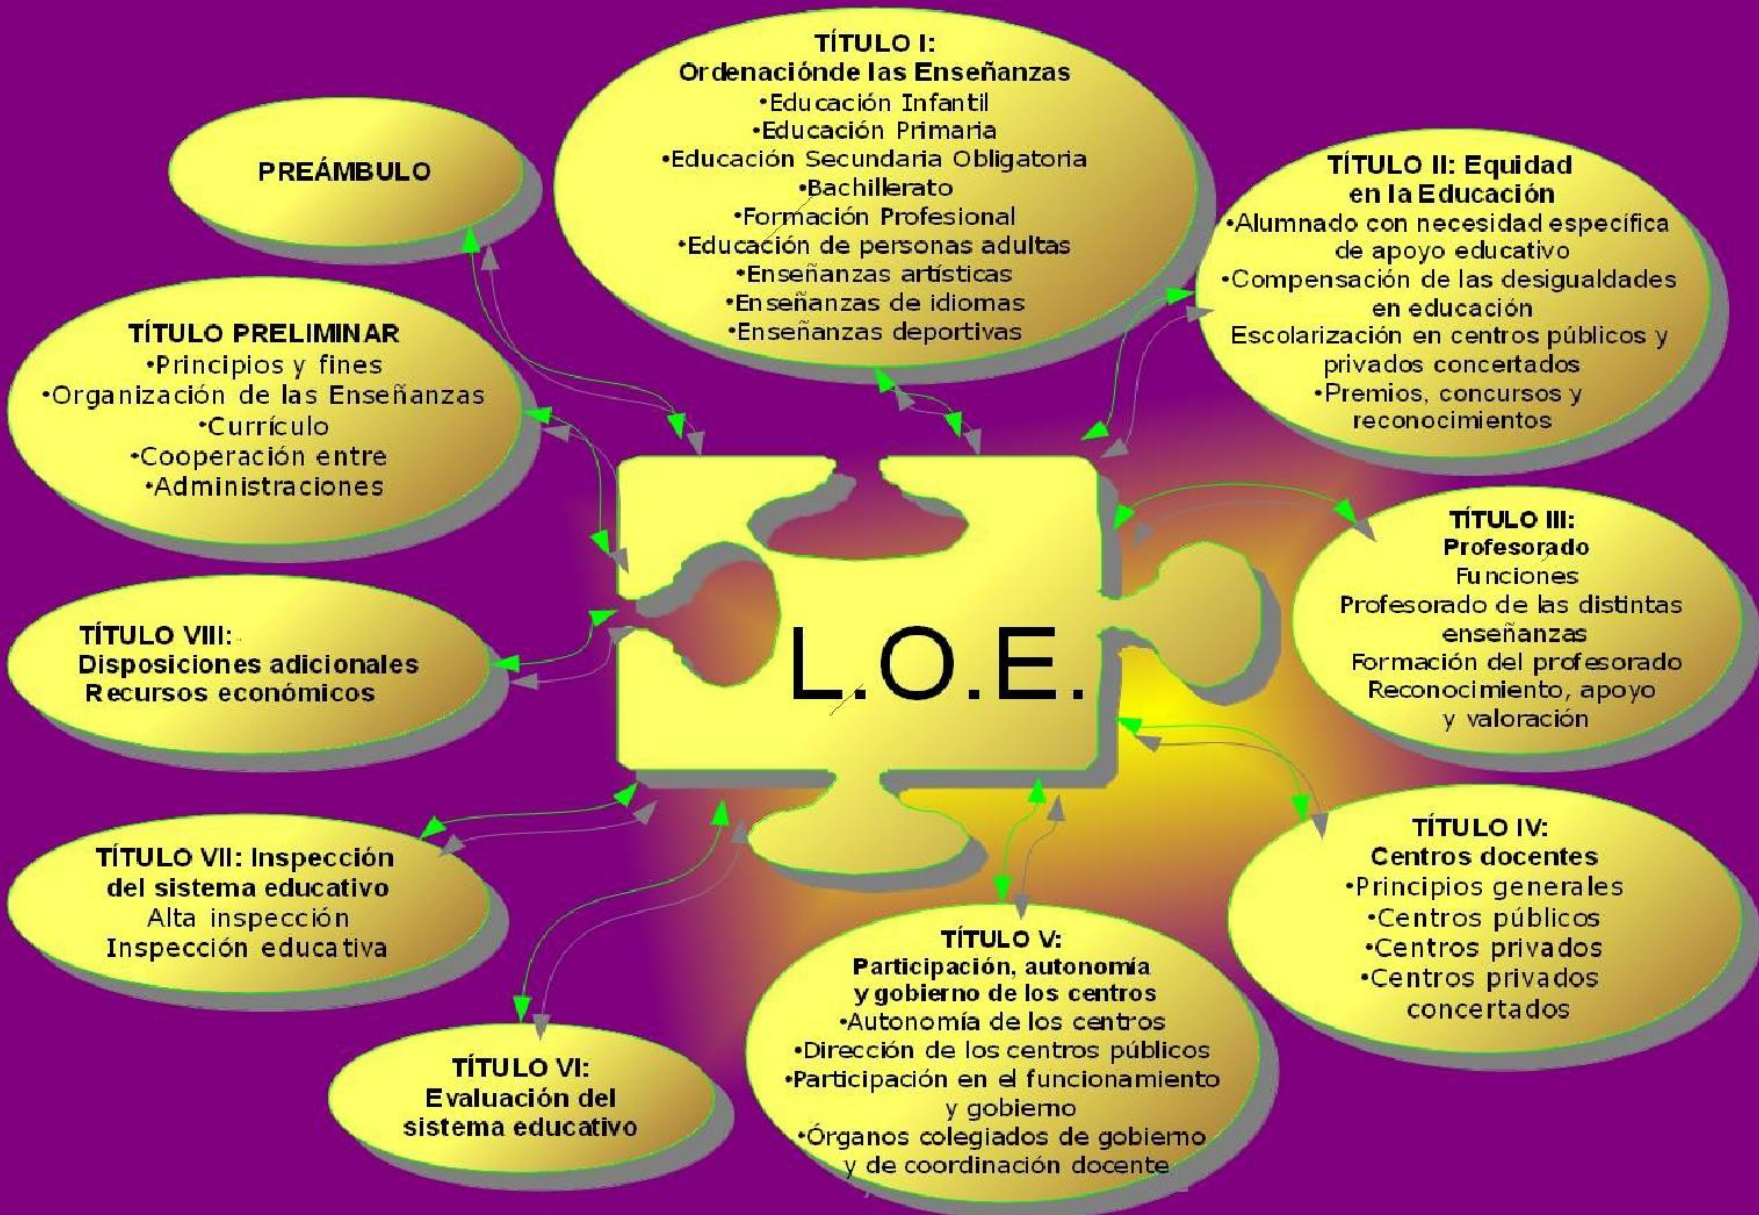 PREÁMBULO
TÍTULO I:
Ordenaciónde las Enseñanzas
•Educación Infantil
•Educación Primaria
•Educación Secundaria Obligatoria
•Bachillerato
•Formación Profesional
•Educación de personas adultas
•Enseñanzas artísticas
•Enseñanzas de idiomas
•Enseñanzas deportivas
TÍTULO II: Equidad
en la Educación
•Alumnado con necesidad específica
de apoyo educativo
•Compensación de las desigualdades
en educación
Escolarización en centros públicos y
privados concertados
•Premios, concursos y
reconocimientos
TÍTULO PRELIMINAR
•Principios y fines
•Organización de las Enseñanzas
•Currículo
•Cooperación entre
•Administraciones
L.O.E.
TÍTULO III:
Profesorado
Funciones
Profesorado de las distintas
enseñanzas
Formación del profesorado
Reconocimiento, apoyo
y valoración
TÍTULO VIII:
Disposiciones adicionales
Recursos económicos
TÍTULO IV:
Centros docentes
•Principios generales
•Centros públicos
•Centros privados
•Centros privados
concertados
TÍTULO VII: Inspección
del sistema educativo
Alta inspección
Inspección educativa
TÍTULO V:
Participación, autonomía
y gobierno de los centros
•Autonomía de los centros
•Dirección de los centros públicos
•Participación en el funcionamiento
y gobierno
•Órganos colegiados de gobierno
y de coordinación docente
TÍTULO VI:
Evaluación del
sistema educativo